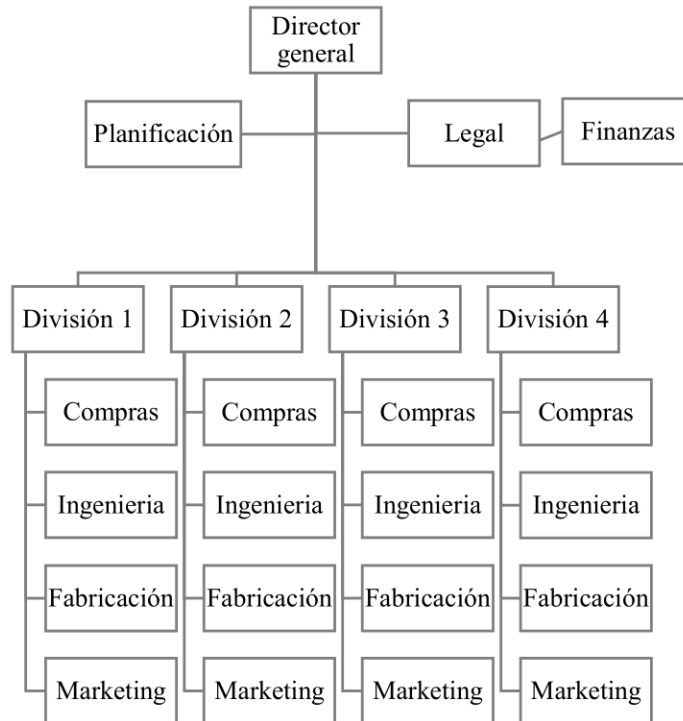 Director
general
Planificación
Legal
Finanzas
División 1
División 2
División 3
División 4
Compras
Compras
Compras
Compras
Ingenieria
Ingenieria
Ingenieria
Ingenieria
Fabricación
Fabricación
Fabricación
Fabricación
Marketing
Marketing
Marketing
Marketing